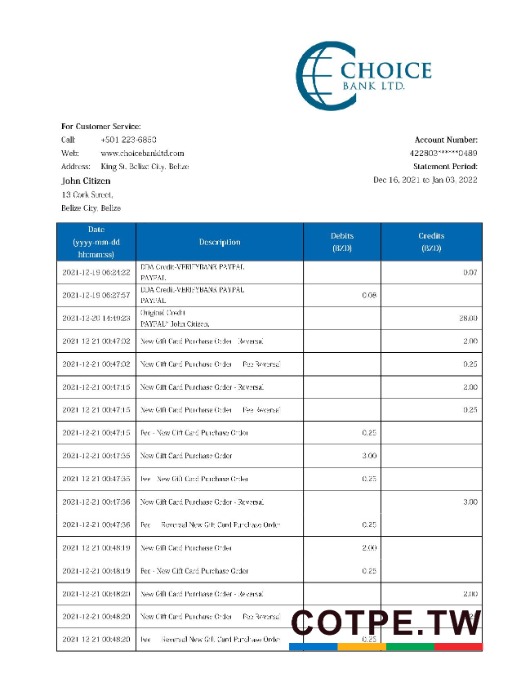 CHOICE
BANK LTD.
For Customer Service:
Call: +501 223-6850
Web: www.choicebankltd.com
Address: King St, Belize City, Belize
Account Number:
422803******0489
Statement Period:
Dec 16, 2021 to Jan 03, 2022
John Citizen
13 Cork Street,
Belize City, Belize
Date (yyyy-mm-dd hh:mm:ss) Description Debits (BZD) Credits (BZD)
2021-12-19 06:24:22 DDA Credit-VERIFYBANK PAYPAL PAYPAL 0.07
2021-12-19 06:27:57 DDA Credit-VERIFYBANK PAYPAL PAYPAL 0.08
2021-12-20 14:40:23 Original Credit PAYPAL* John Citizen, 28.00
2021-12-21 00:47:02 New Gift Card Purchase Order - Reversal 2.00
2021-12-21 00:47:02 New Gift Card Purchase Order Fee Reversal 0.25
2021-12-21 00:47:15 New Gift Card Purchase Order - Reversal 2.00
2021-12-21 00:47:15 New Gift Card Purchase Order Fee Reversal 0.25
2021-12-21 00:47:15 Fee - New Gift Card Purchase Order 0.25
2021-12-21 00:47:35 New Gift Card Purchase Order 3.00
2021-12-21 00:47:35 Fee - New Gift Card Purchase Order 0.25
2021-12-21 00:47:36 New Gift Card Purchase Order - Reversal 3.00
2021-12-21 00:47:36 Fee Reversal New Gift Card Purchase Order 0.25
2021-12-21 00:48:19 New Gift Card Purchase Order 2.00
2021-12-21 00:48:19 Fee - New Gift Card Purchase Order 0.25
2021-12-21 00:48:20 New Gift Card Purchase Order - Reversal 2.00
2021-12-21 00:48:20 New Gift Card Purchase Order Fee Reversal
2021-12-21 00:48:20 Fee Reversal New Gift Card Purchase Order 0.25
COTPE.TW